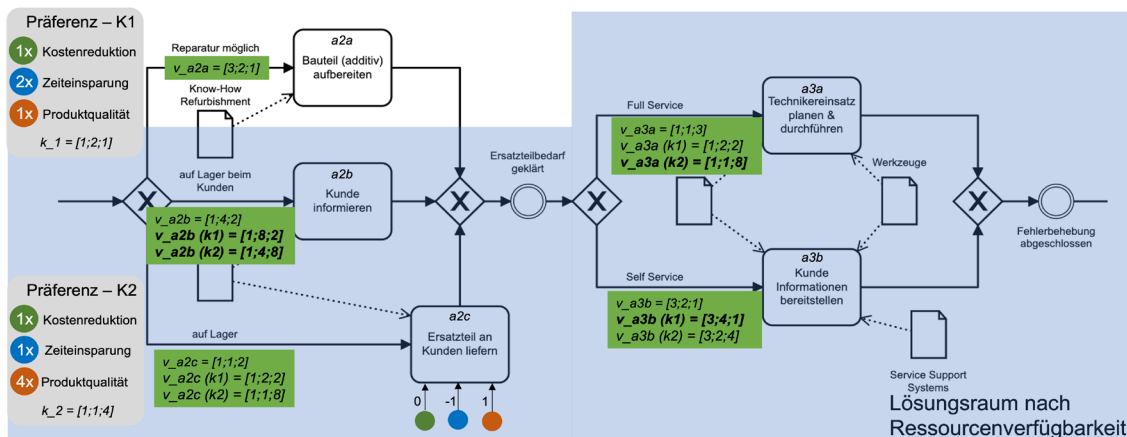 Präferenz – K1
1x Kostenreduktion
2x Zeiteinsparung
1x Produktqualität
k_1 = [1;2;1]
Reparatur möglich
v_a2a = [3;2;1]
Know-How
Refurbishment
a2a
Bauteil (additiv)
aufbereiten
auf Lager beim
Kunden
X
v_a2b = [1;4;2]
v_a2b (k1) = [1;8;2]
v_a2b (k2) = [1;4;8]
a2b
Kunde
informieren
X
Ersatzteilbedarf
geklärt
Präferenz – K2
1x Kostenreduktion
1x Zeiteinsparung
4x Produktqualität
k_2 = [1;1;4]
auf Lager
v_a2c = [1;1;2]
v_a2c (k1) = [1;2;2]
v_a2c (k2) = [1;1;8]
a2c
Ersatzteil an
Kunden liefern
0 -1 1
X
Full Service
v_a3a = [1;1;3]
v_a3a (k1) = [1;2;2]
v_a3a (k2) = [1;1;8]
a3a
Technikereinsatz
planen &
durchführen
Werkzeuge
Self Service
v_a3b = [3;2;1]
v_a3b (k1) = [3;4;1]
v_a3b (k2) = [3;2;4]
a3b
Kunde
Informationen
bereitstellen
X
Fehlerbehebung
abgeschlossen
Service Support
Systems
Lösungsraum nach
Ressourcenverfügbarkeit